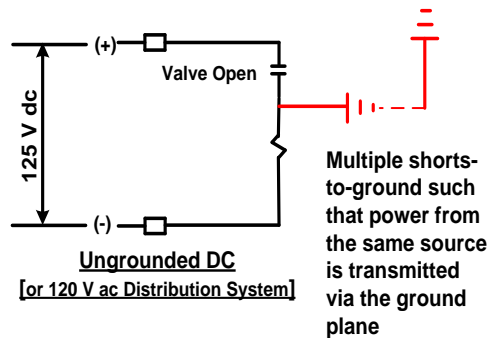 (+)
Valve Open
125 V dc
(-)
Ungrounded DC
[or 120 V ac Distribution System]
Multiple shorts-
to-ground such
that power from
the same source
is transmitted
via the ground
plane